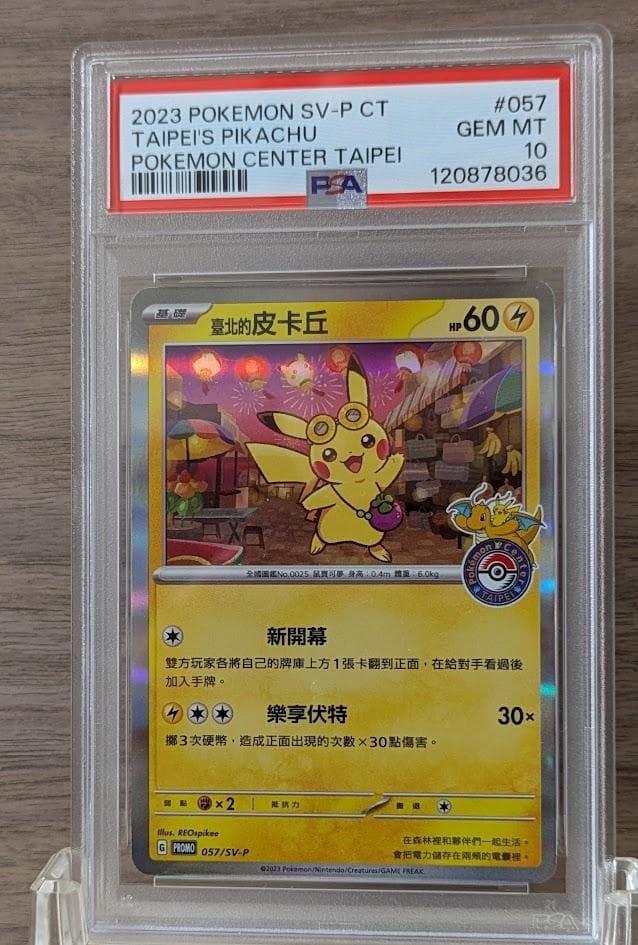 2023 POKEMON SV-P CT #057
TAIPEI'S PIKACHU GEM MT
POKEMON CENTER TAIPEI 10
PSA 120878036
基礎 臺北的皮卡丘 HP 60
Pokémon Center
TAIPEI
全國圖鑑No.0025 鼠寶可夢 身高:0.4m 體重:6.0kg
新開幕
雙方玩家各將自己的牌庫上方1張卡翻到正面,在給對手看過後
加入手牌。
樂享伏特 30×
擲3次硬幣,造成正面出現的次數×30點傷害。
弱點 ×2 抵抗力 撤退
Illus. REOspikee
G PROMO 057/SV-P
在森林裡和夥伴們一起生活。
會把電力儲存在兩頰的電囊裡。
©2023 Pokémon/Nintendo/Creatures/GAME FREAK.
PSA